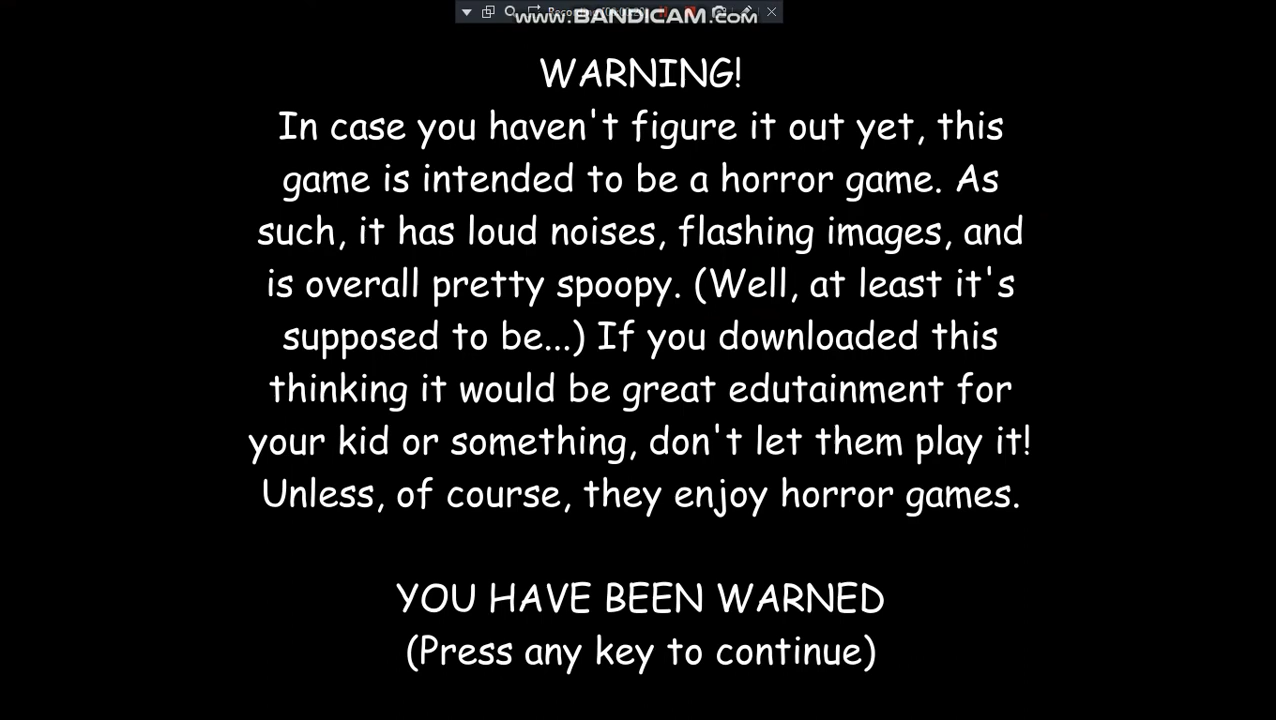 www.BANDICAM.com
WARNING!
In case you haven't figure it out yet, this
game is intended to be a horror game. As
such, it has loud noises, flashing images, and
is overall pretty spoopy. (Well, at least it's
supposed to be...) If you downloaded this
thinking it would be great edutainment for
your kid or something, don't let them play it!
Unless, of course, they enjoy horror games.
YOU HAVE BEEN WARNED
(Press any key to continue)